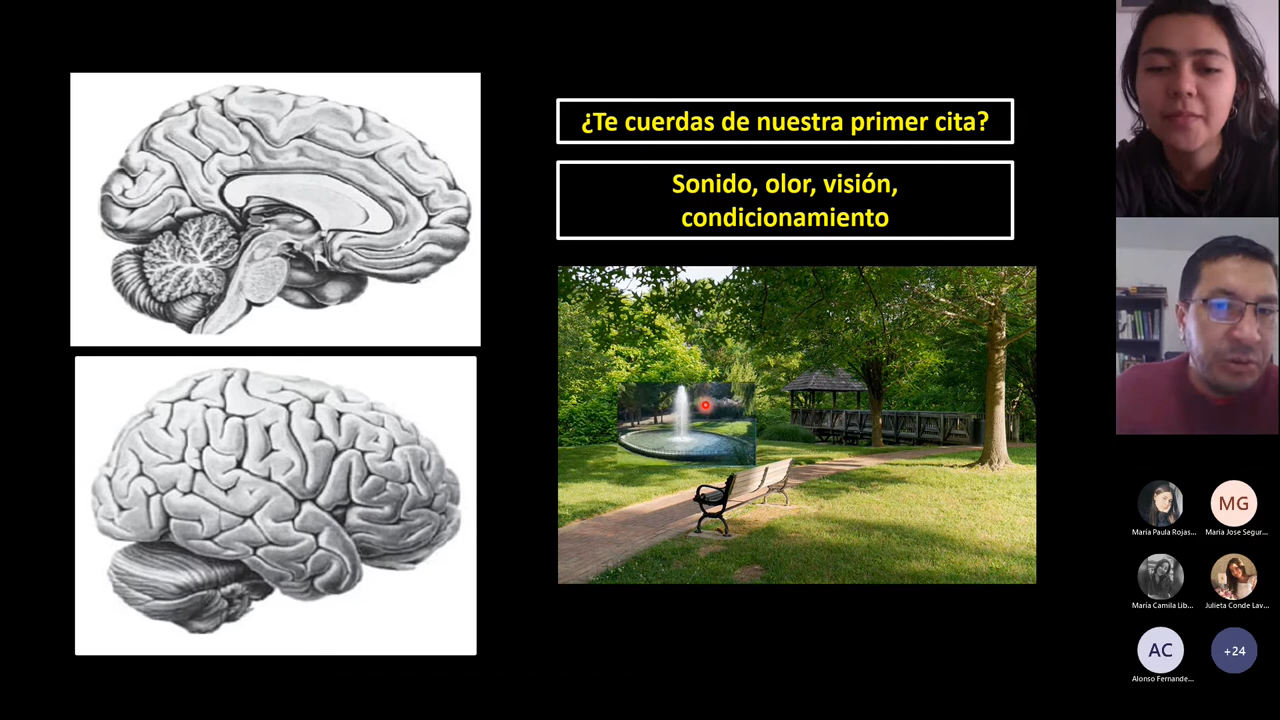 ¿Te cuerdas de nuestra primer cita?
Sonido, olor, visión,
condicionamiento
María Paula Rojas...
MG
Maria Jose Segur...
María Camila Lib...
Julieta Conde Lav...
AC
Alonso Fernande...
+24